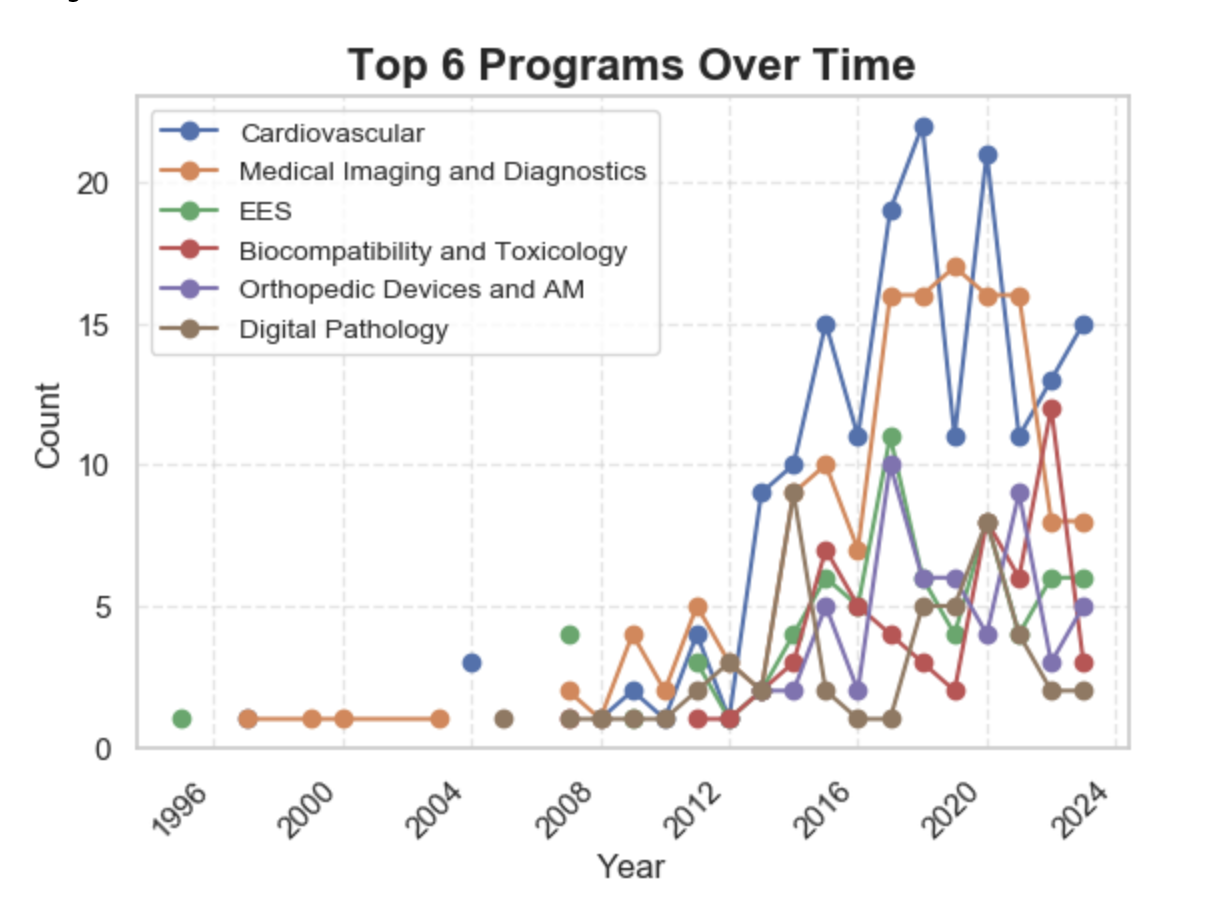 Top 6 Programs Over Time
Cardiovascular
Medical Imaging and Diagnostics
EES
Biocompatibility and Toxicology
Orthopedic Devices and AM
Digital Pathology
20
15
10
5
0
Count
1996
2000
2004
2008
2012
2016
2020
2024
Year